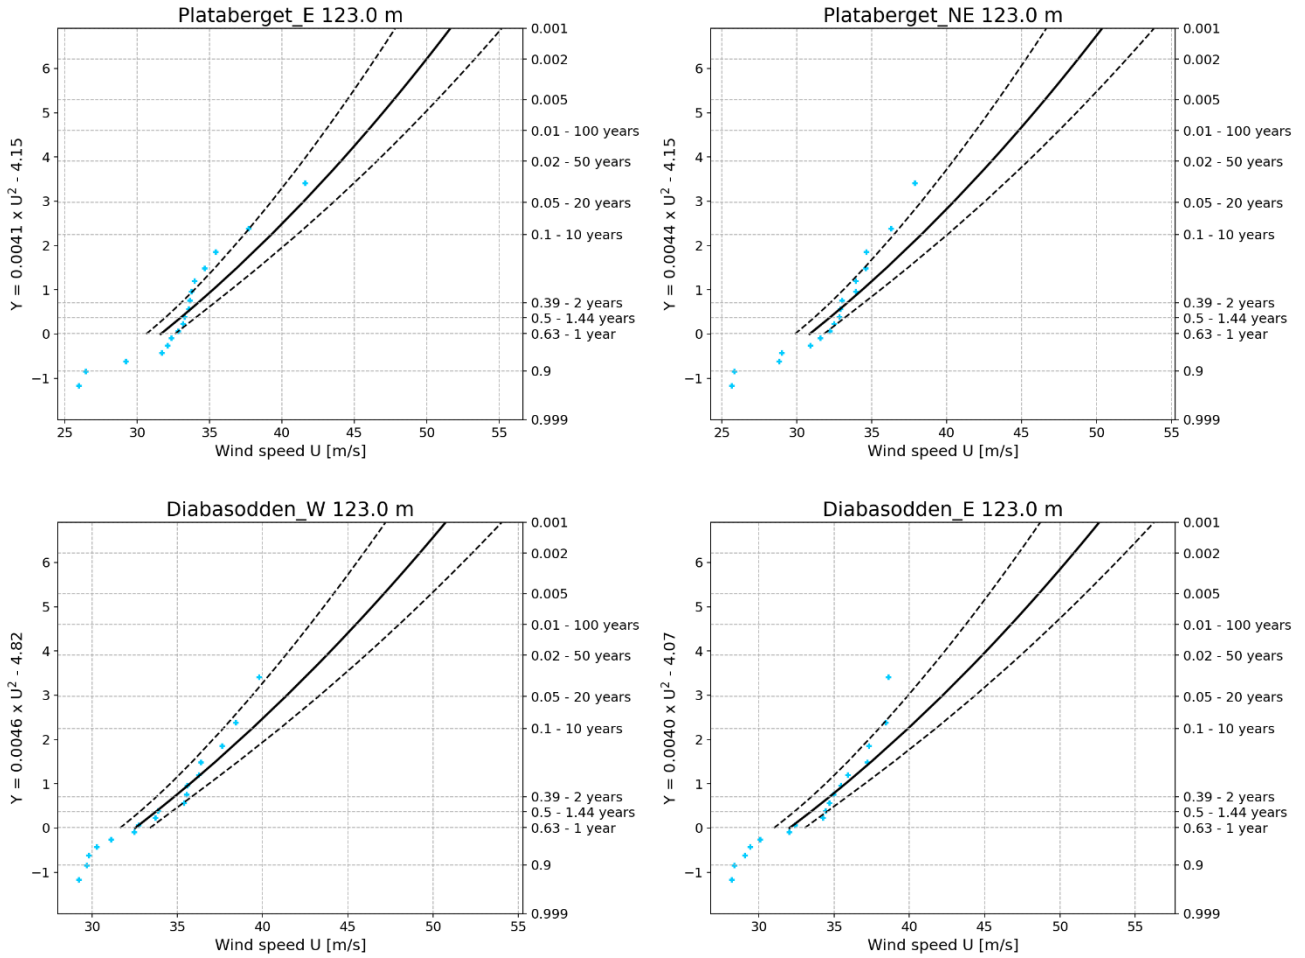 Plataberget_E 123.0 m
Y = 0.0041 x U² - 4.15
6
5
4
3
2
1
0
−1
0.001
0.002
0.005
0.01 - 100 years
0.02 - 50 years
0.05 - 20 years
0.1 - 10 years
0.39 - 2 years
0.5 - 1.44 years
0.63 - 1 year
0.9
0.999
25 30 35 40 45 50 55
Wind speed U [m/s]
Plataberget_NE 123.0 m
Y = 0.0044 x U² - 4.15
6
5
4
3
2
1
0
−1
0.001
0.002
0.005
0.01 - 100 years
0.02 - 50 years
0.05 - 20 years
0.1 - 10 years
0.39 - 2 years
0.5 - 1.44 years
0.63 - 1 year
0.9
0.999
25 30 35 40 45 50 55
Wind speed U [m/s]
Diabasodden_W 123.0 m
Y = 0.0046 x U² - 4.82
6
5
4
3
2
1
0
−1
0.001
0.002
0.005
0.01 - 100 years
0.02 - 50 years
0.05 - 20 years
0.1 - 10 years
0.39 - 2 years
0.5 - 1.44 years
0.63 - 1 year
0.9
0.999
30 35 40 45 50 55
Wind speed U [m/s]
Diabasodden_E 123.0 m
Y = 0.0040 x U² - 4.07
6
5
4
3
2
1
0
−1
0.001
0.002
0.005
0.01 - 100 years
0.02 - 50 years
0.05 - 20 years
0.1 - 10 years
0.39 - 2 years
0.5 - 1.44 years
0.63 - 1 year
0.9
0.999
30 35 40 45 50 55
Wind speed U [m/s]